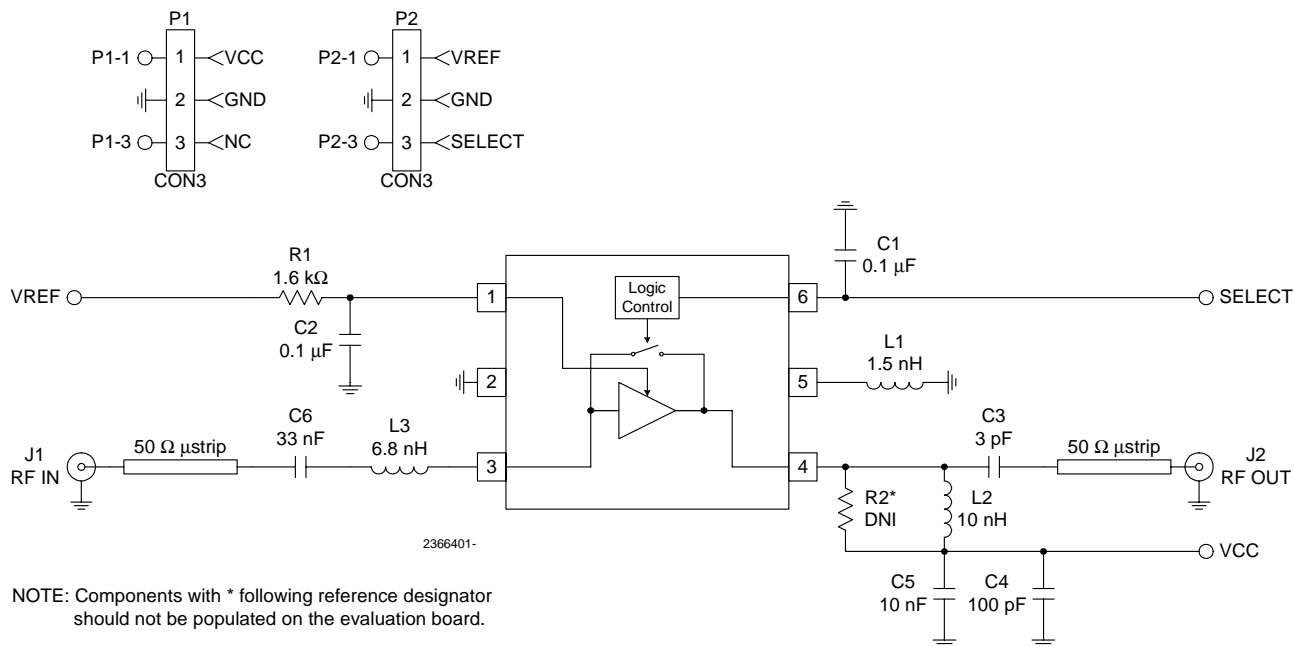 P1
P1-1
1
VCC
2
GND
P1-3
3
NC
CON3
P2
P2-1
1
VREF
2
GND
P2-3
3
SELECT
CON3
VREF
R1
1.6 kΩ
C2
0.1 μF
1
2
3
Logic
Control
6
5
4
C1
0.1 μF
SELECT
L1
1.5 nH
J1
RF IN
50 Ω μstrip
C6
33 nF
L3
6.8 nH
C3
3 pF
50 Ω μstrip
J2
RF OUT
R2*
DNI
L2
10 nH
VCC
C5
10 nF
C4
100 pF
2366401-
NOTE: Components with * following reference designator
should not be populated on the evaluation board.